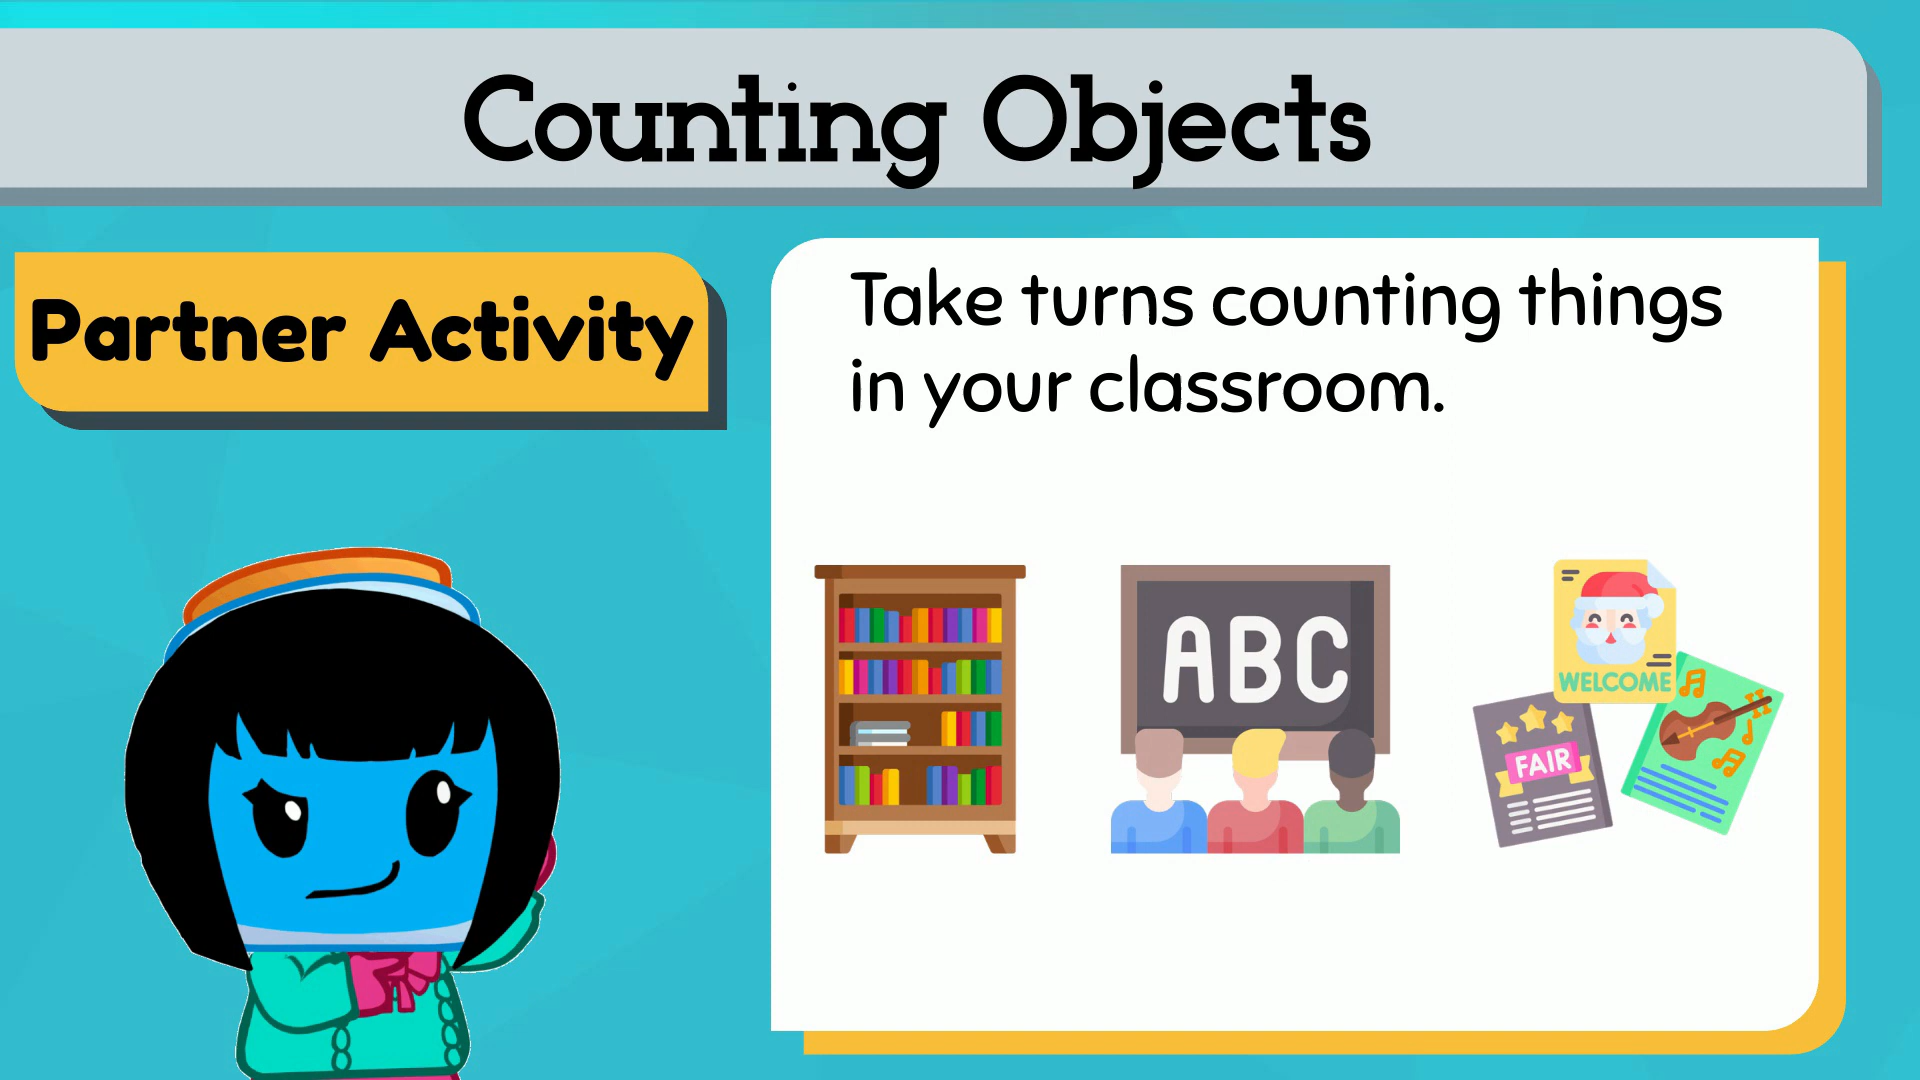 Counting Objects
Partner Activity
Take turns counting things
in your classroom.
ABC
WELCOME
FAIR